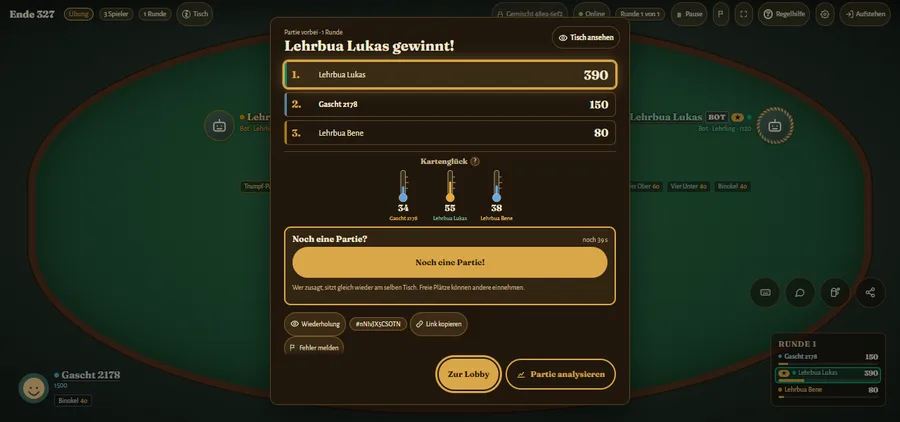 Ende 327
Übung
3 Spieler
1 Runde
Tisch
Gemischt
Online
Runde 1 von 1
Pause
Regelhilfe
Aufstehen
Partie vorbei · 1 Runde
Lehrbua Lukas gewinnt!
Tisch ansehen
1. Lehrbua Lukas 390
2. Gascht 2178 150
3. Lehrbua Bene 80
Kartenglück ?
34 55 38
Gascht 2178 Lehrbua Lukas Lehrbua Bene
Noch eine Partie? noch 39 s
Noch eine Partie!
Wer zusagt, sitzt gleich wieder am selben Tisch. Freie Plätze können andere einnehmen.
Wiederholung
Link kopieren
Fehler melden
Zur Lobby
Partie analysieren
Lehrbua Lukas BOT
Bot · Lehrling · 1120
Vier Unter 40
Binokel 40
Gascht 2178
1500
Binokel 40
RUNDE 1
Gascht 2178 150
Lehrbua Lukas 390
Lehrbua Bene 80